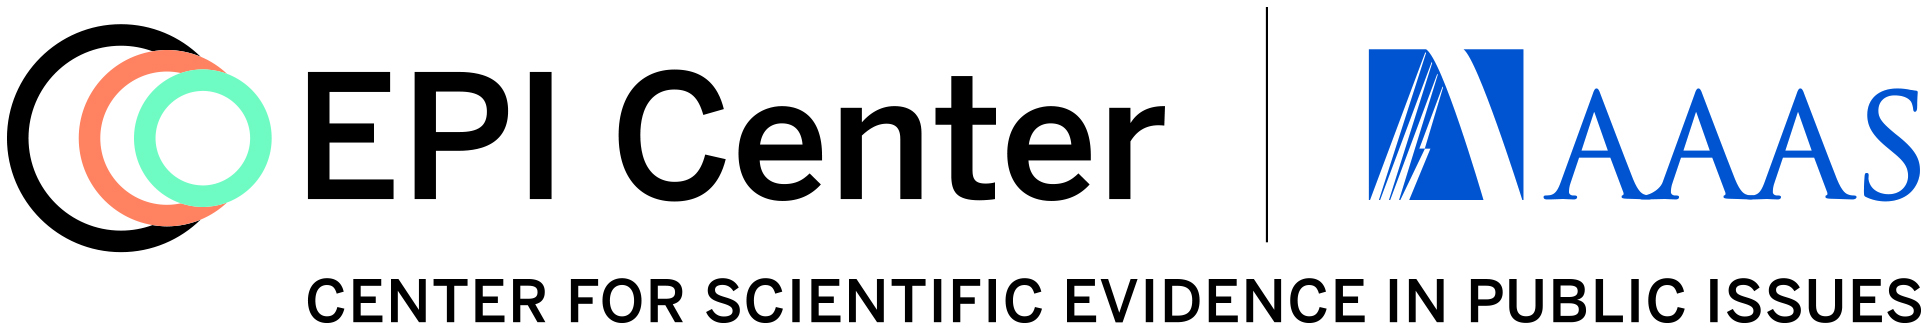 EPI Center
AAAS
CENTER FOR SCIENTIFIC EVIDENCE IN PUBLIC ISSUES